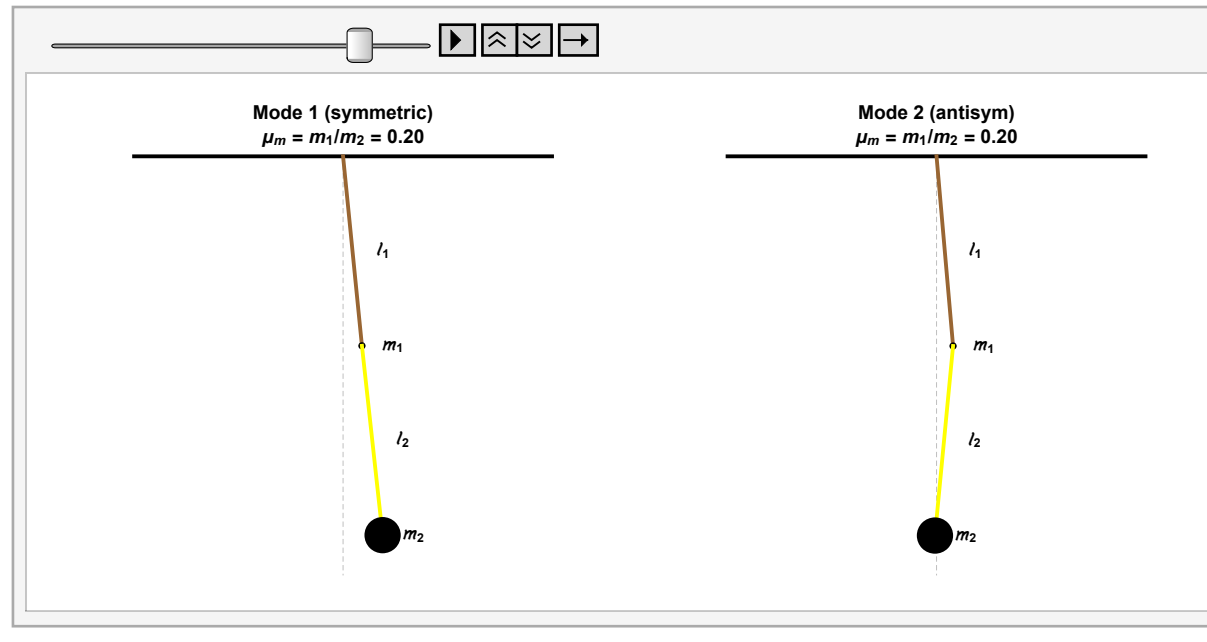 Mode 1 (symmetric)
μₘ = m₁/m₂ = 0.20
l₁
m₁
l₂
m₂
Mode 2 (antisym)
μₘ = m₁/m₂ = 0.20
l₁
m₁
l₂
m₂